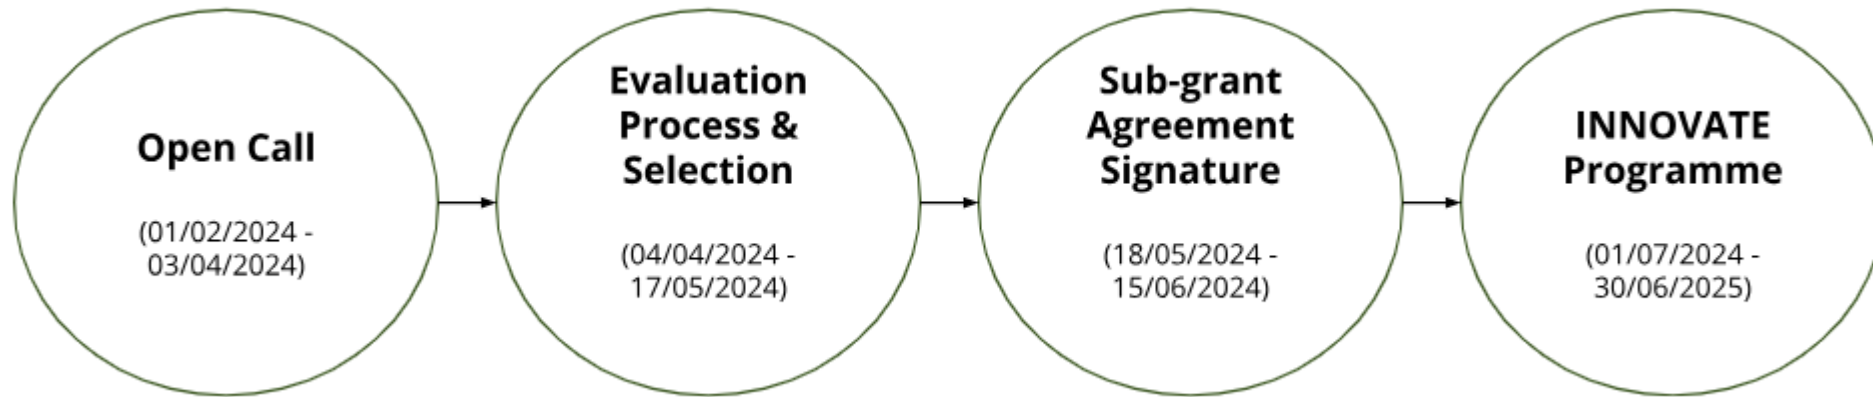 Open Call
(01/02/2024 -
03/04/2024)
Evaluation
Process &
Selection
(04/04/2024 -
17/05/2024)
Sub-grant
Agreement
Signature
(18/05/2024 -
15/06/2024)
INNOVATE
Programme
(01/07/2024 -
30/06/2025)